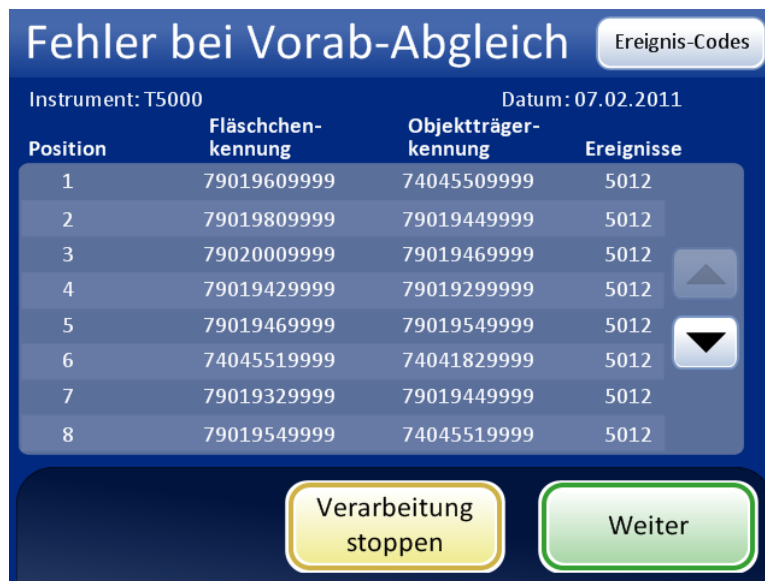 Fehler bei Vorab-Abgleich
Ereignis-Codes
Instrument: T5000 Datum: 07.02.2011
Position Fläschchen-kennung Objektträger-kennung Ereignisse
1 79019609999 74045509999 5012
2 79019809999 79019449999 5012
3 79020009999 79019469999 5012
4 79019429999 79019299999 5012
5 79019469999 79019549999 5012
6 74045519999 74041829999 5012
7 79019329999 79019449999 5012
8 79019549999 74045519999 5012
Verarbeitung
stoppen
Weiter